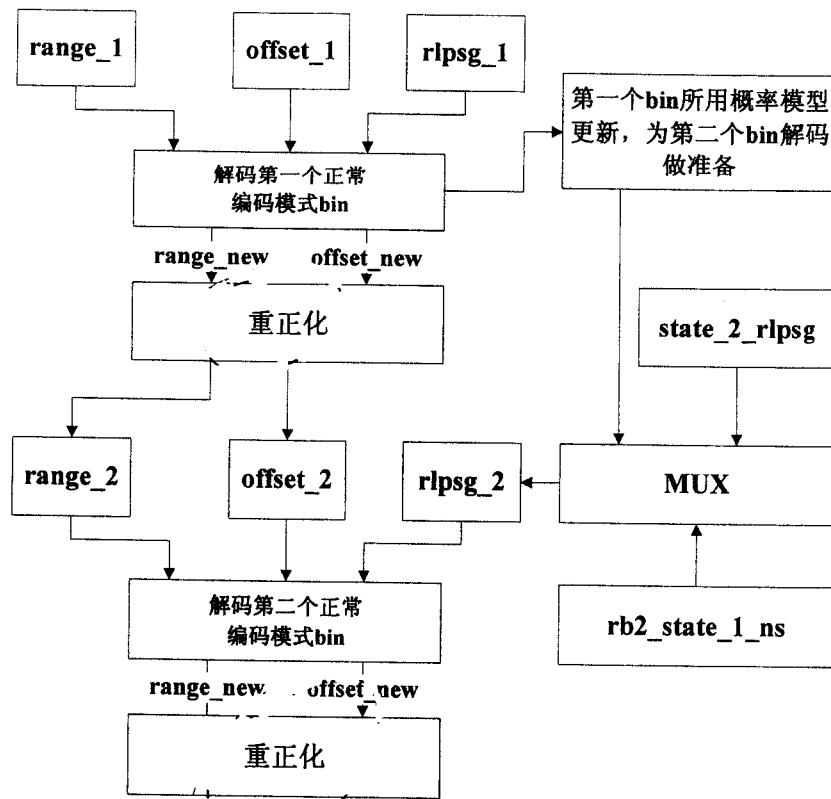 range_1
offset_1
rlpsg_1
第一个bin所用概率模型
更新，为第二个bin解码
做准备
解码第一个正常
编码模式bin
range_new
offset_new
重正化
state_2_rlpsg
range_2
offset_2
rlpsg_2
MUX
解码第二个正常
编码模式bin
rb2_state_1_ns
range_new
offset_new
重正化